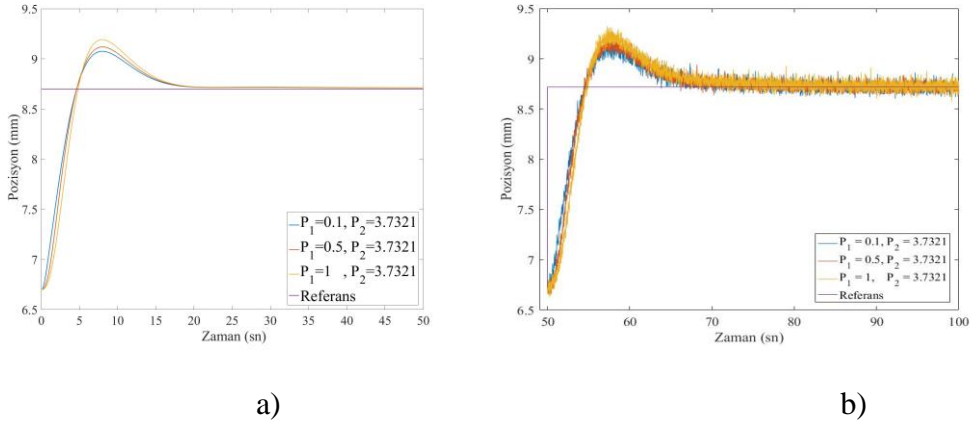 9.5
9
8.5
8
7.5
7
6.5
Pozisyon (mm)
0 5 10 15 20 25 30 35 40 45 50
Zaman (sn)
P1=0.1, P2=3.7321
P1=0.5, P2=3.7321
P1=1 , P2=3.7321
Referans
a)
9.5
9
8.5
8
7.5
7
6.5
Pozisyon (mm)
50 60 70 80 90 100
Zaman (sn)
P1 = 0.1, P2 = 3.7321
P1 = 0.5, P2 = 3.7321
P1 = 1, P2 = 3.7321
Referans
b)